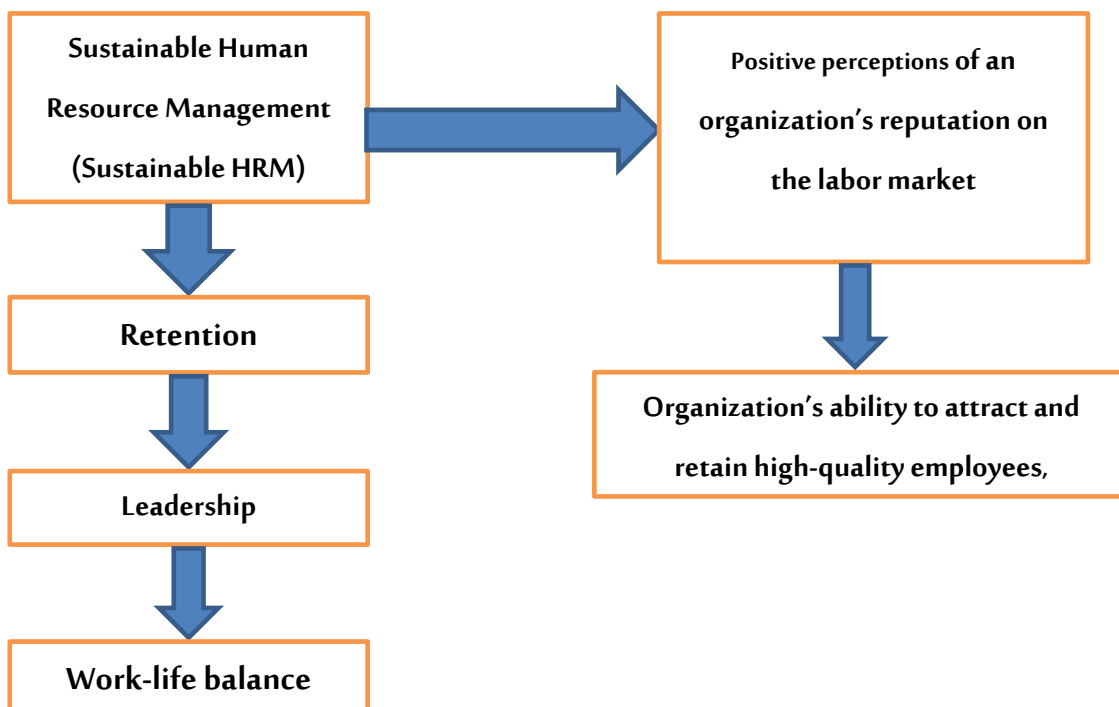 Sustainable Human
Resource Management
(Sustainable HRM)
Positive perceptions of an
organization’s reputation on
the labor market
Retention
Organization’s ability to attract and
retain high-quality employees,
Leadership
Work-life balance